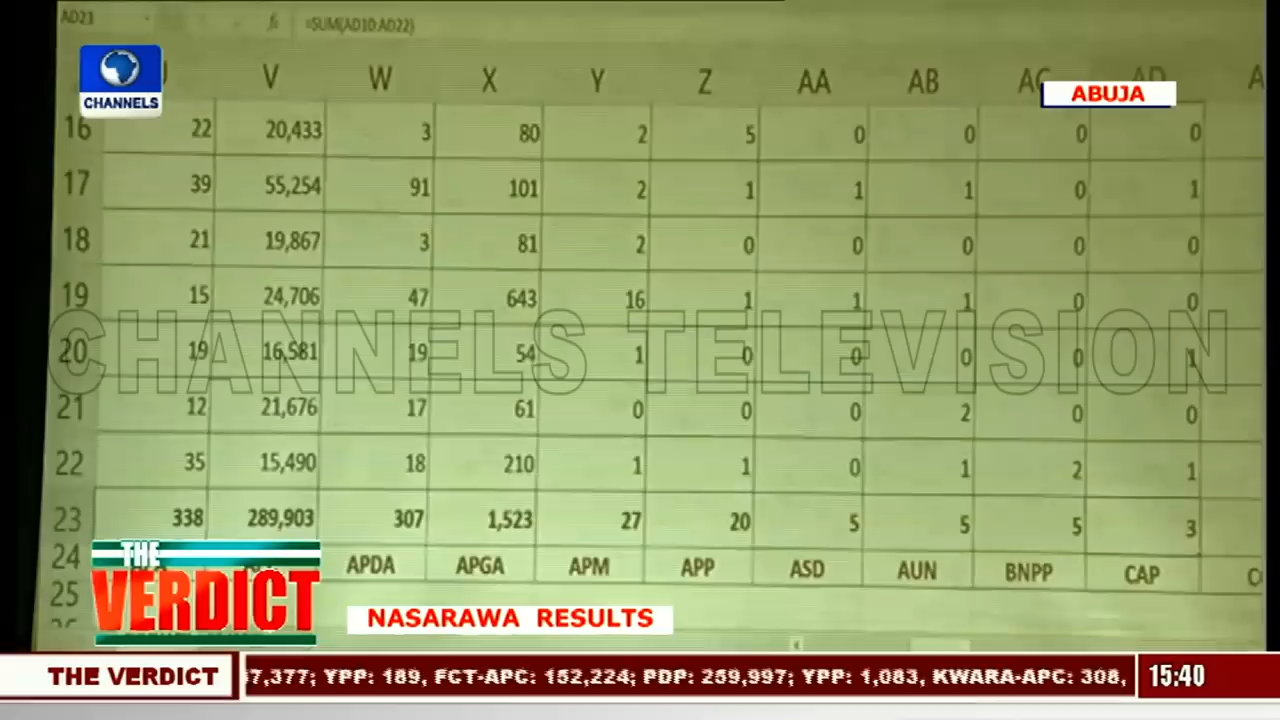 AD23 fx =SUM(AD10:AD22)
V W X Y Z AA AB AC AD
CHANNELS
ABUJA
16 22 20,433 3 80 2 5 0 0 0 0
17 39 55,254 91 101 2 1 1 1 0 1
18 21 19,867 3 81 2 0 0 0 0 0
19 15 24,706 47 643 16 1 1 1 0 0
CHANNELS TELEVISION
20 19 16,581 19 54 1 0 0 0 0 1
21 12 21,676 17 61 0 0 0 2 0 0
22 35 15,490 18 210 1 1 0 1 2 1
23 338 289,903 307 1,523 27 20 5 5 5 3
24 APDA APGA APM APP ASD AUN BNPP CAP
25
THE
VERDICT
NASARAWA RESULTS
THE VERDICT 7,377; YPP: 189, FCT-APC: 152,224; PDP: 259,997; YPP: 1,083, KWARA-APC: 308, 15:40